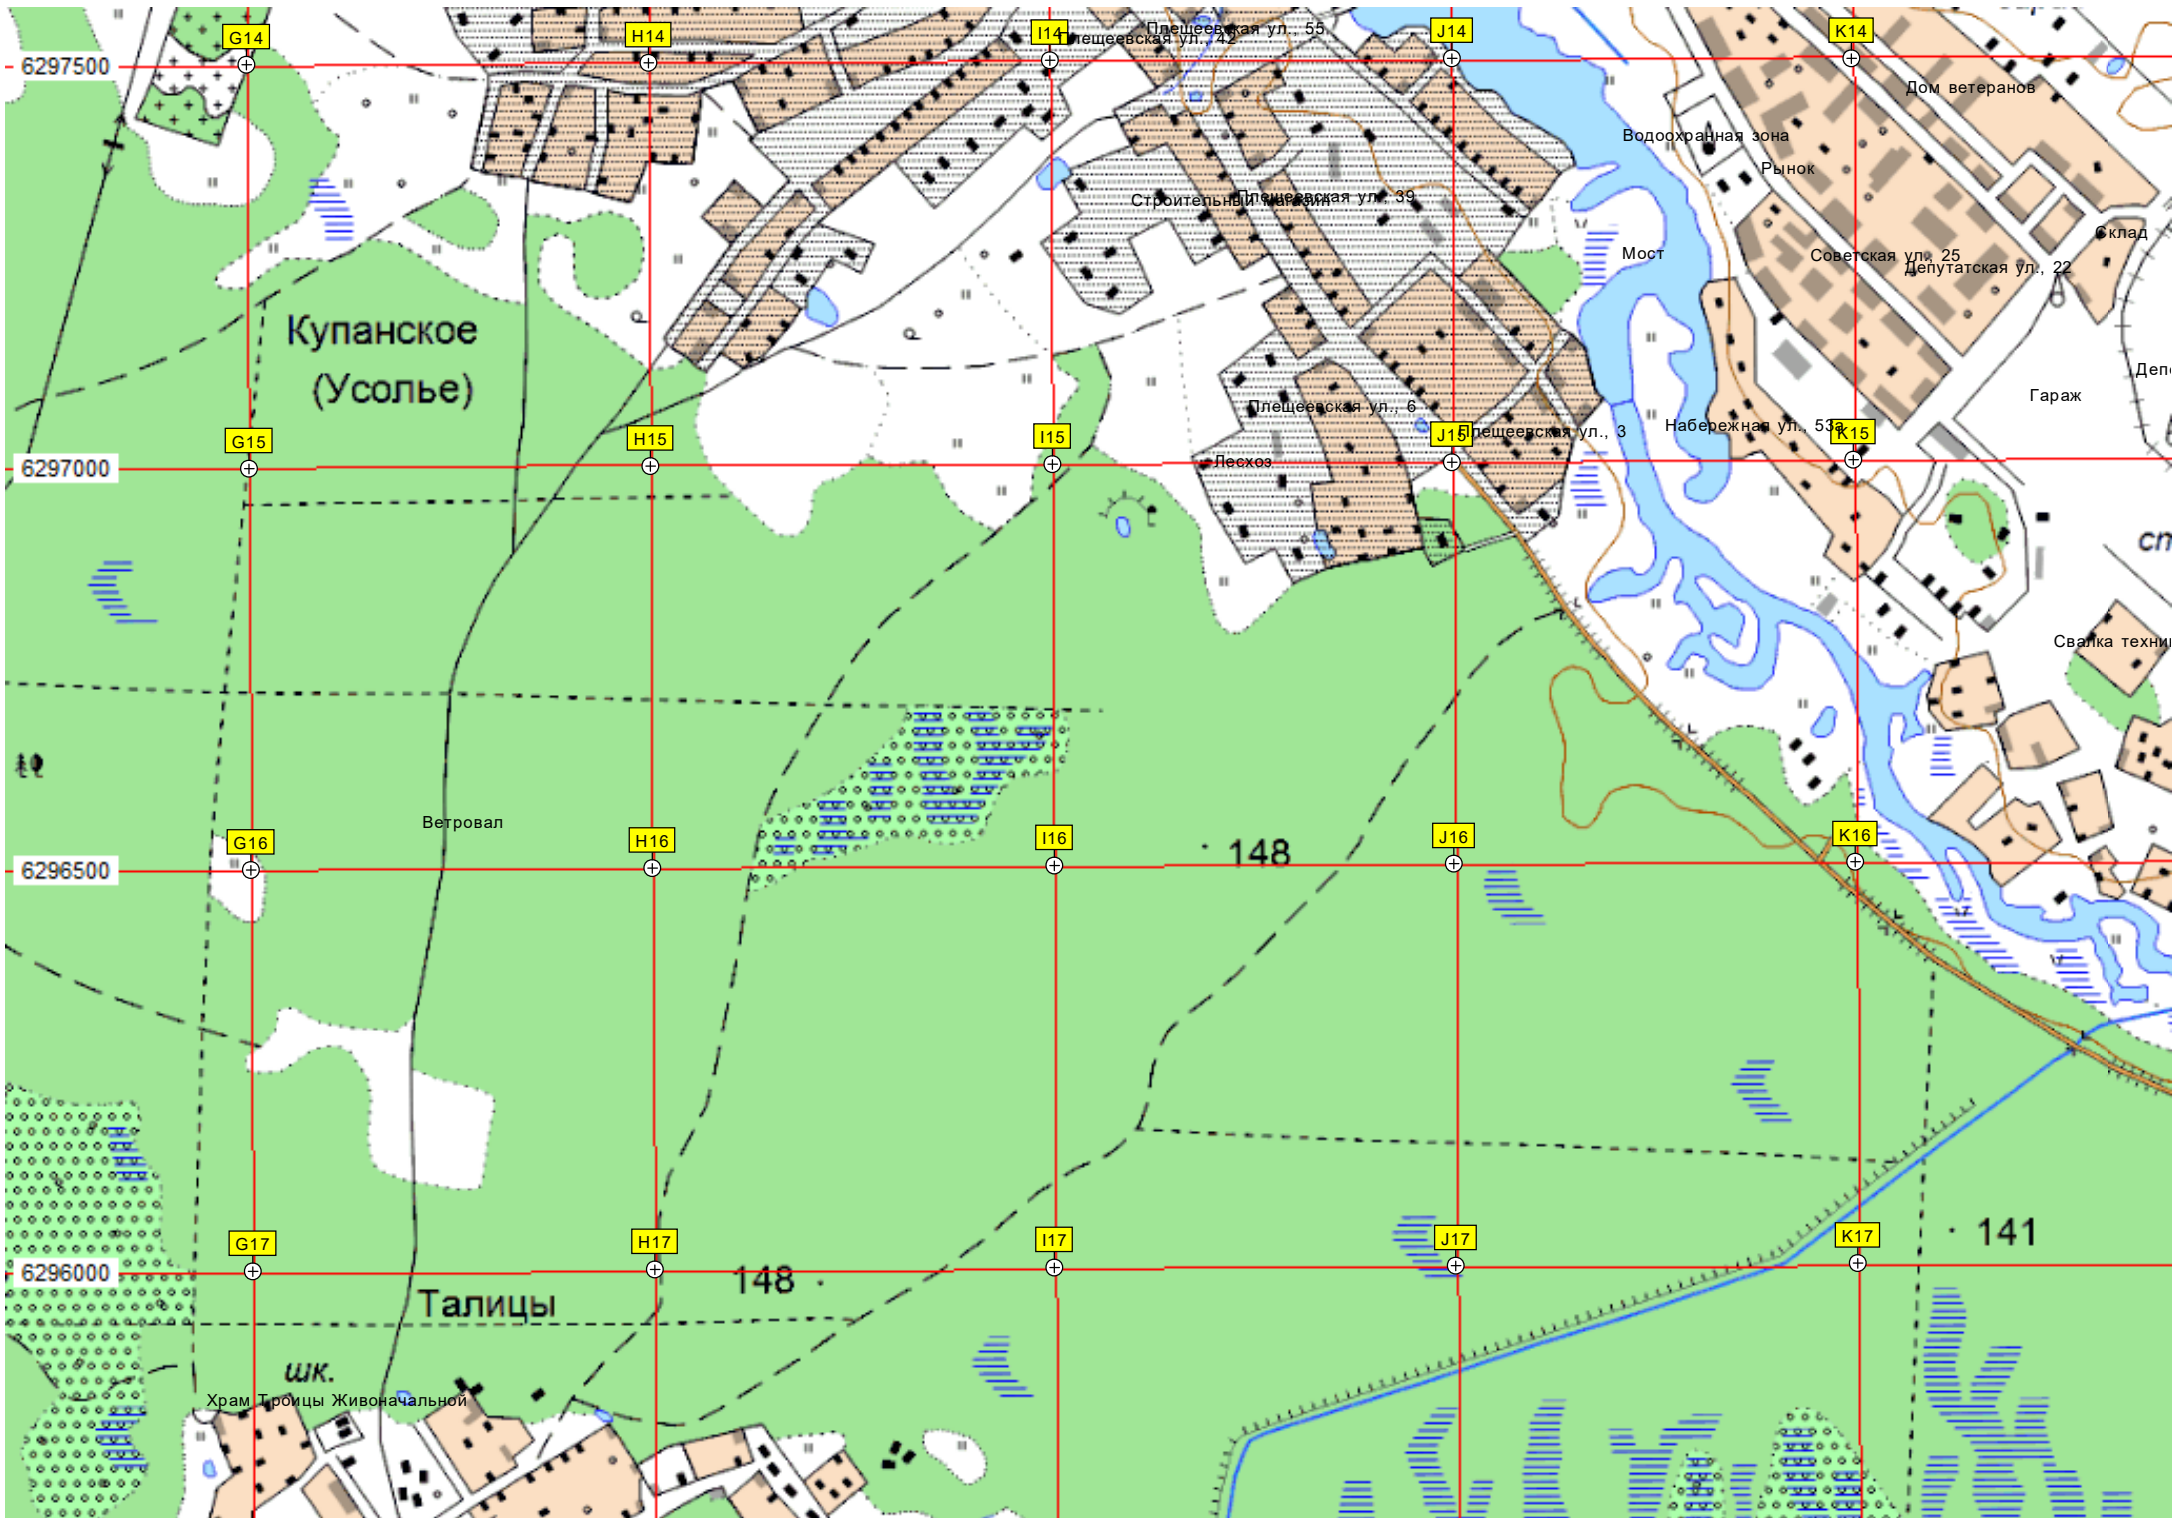 G14
H14
I14
J14
K14
Плещеевская ул., 42
Плещеевская ул., 55
6297500
Дом ветеранов
Водоохранная зона
Рынок
Строительный магазин
Плещеевская ул., 39
Склад
Мост
Советская ул., 25
Депутатская ул., 22
Купанское
(Усолье)
Гараж
Плещеевская ул., 6
Плещеевская ул., 3
Набережная ул., 53а
G15
H15
I15
J15
K15
6297000
Лесхоз
Свалка техни
Ветровал
G16
H16
I16
J16
K16
148
6296500
G17
H17
I17
J17
K17
141
6296000
148
Талицы
шк.
Храм Троицы Живоначальной